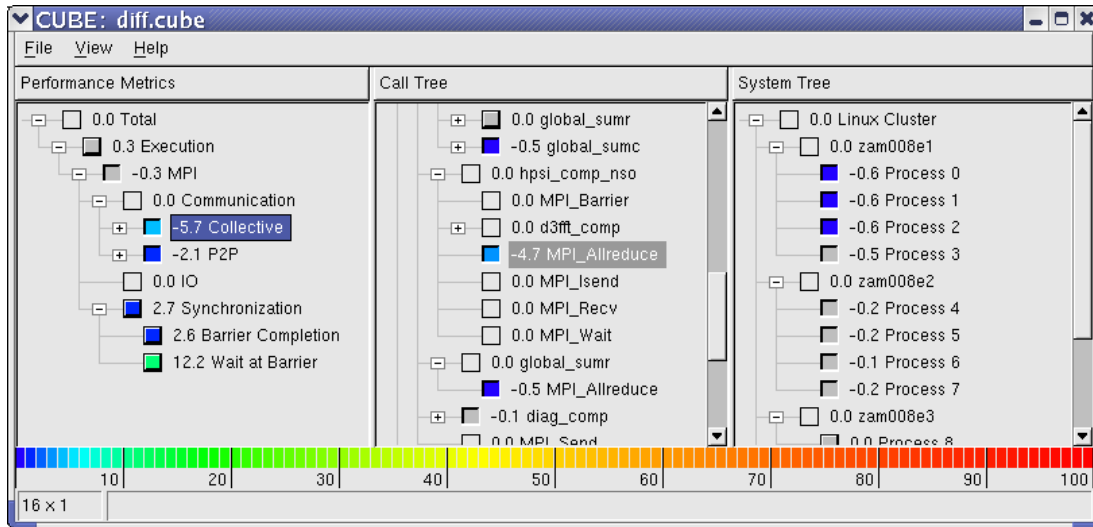 CUBE: diff.cube
File View Help
Performance Metrics
0.0 Total
0.3 Execution
-0.3 MPI
0.0 Communication
-5.7 Collective
-2.1 P2P
0.0 IO
2.7 Synchronization
2.6 Barrier Completion
12.2 Wait at Barrier
Call Tree
0.0 global_sumr
-0.5 global_sumc
0.0 hpsi_comp_nso
0.0 MPI_Barrier
0.0 d3fft_comp
-4.7 MPI_Allreduce
0.0 MPI_Isend
0.0 MPI_Recv
0.0 MPI_Wait
0.0 global_sumr
-0.5 MPI_Allreduce
-0.1 diag_comp
0.0 MPI_Send
System Tree
0.0 Linux Cluster
0.0 zam008e1
-0.6 Process 0
-0.6 Process 1
-0.6 Process 2
-0.5 Process 3
0.0 zam008e2
-0.2 Process 4
-0.2 Process 5
-0.1 Process 6
-0.2 Process 7
0.0 zam008e3
0.0 Process 8
10 20 30 40 50 60 70 80 90 100
16 x 1